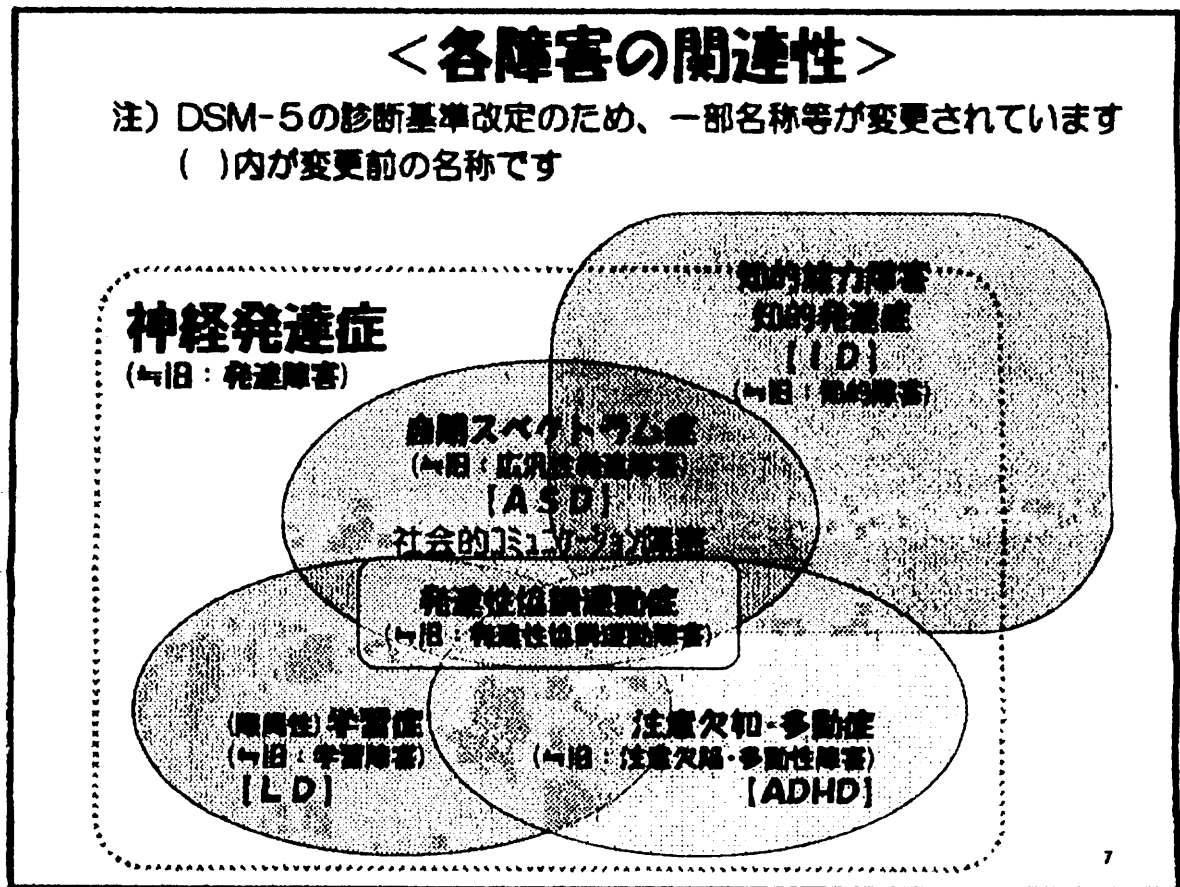 ＜各障害の関連性＞
注）DSM-5の診断基準改定のため、一部名称等が変更されています
（　）内が変更前の名称です
知的能力障害
知的発達症
[ID]
(≒旧：知的障害)
神経発達症
(≒旧：発達障害)
自閉スペクトラム症
(≒旧：広汎性発達障害)
[ASD]
社会的コミュニケーション障害
発達性協調運動症
(≒旧：発達性協調運動障害)
(限局性)学習症
(≒旧：学習障害)
[LD]
注意欠如・多動症
(≒旧：注意欠陥・多動性障害)
[ADHD]
7